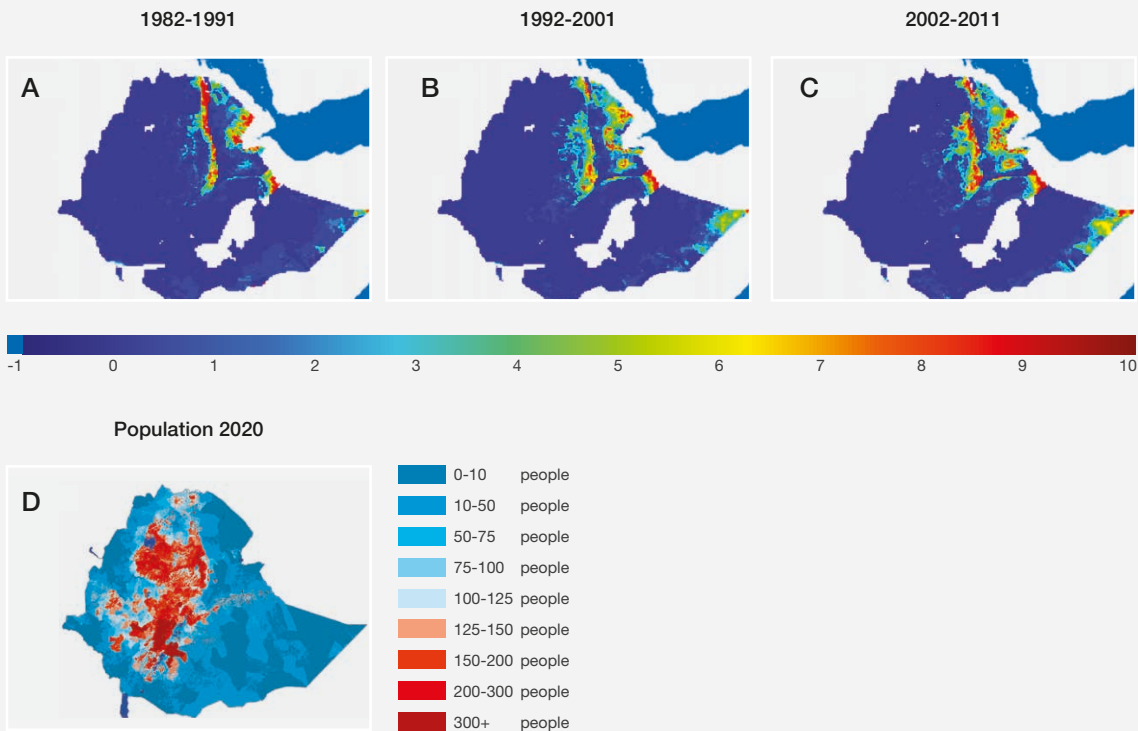 1982-1991 1992-2001 2002-2011
A B C
-1 0 1 2 3 4 5 6 7 8 9 10
Population 2020
D
0-10 people
10-50 people
50-75 people
75-100 people
100-125 people
125-150 people
150-200 people
200-300 people
300+ people